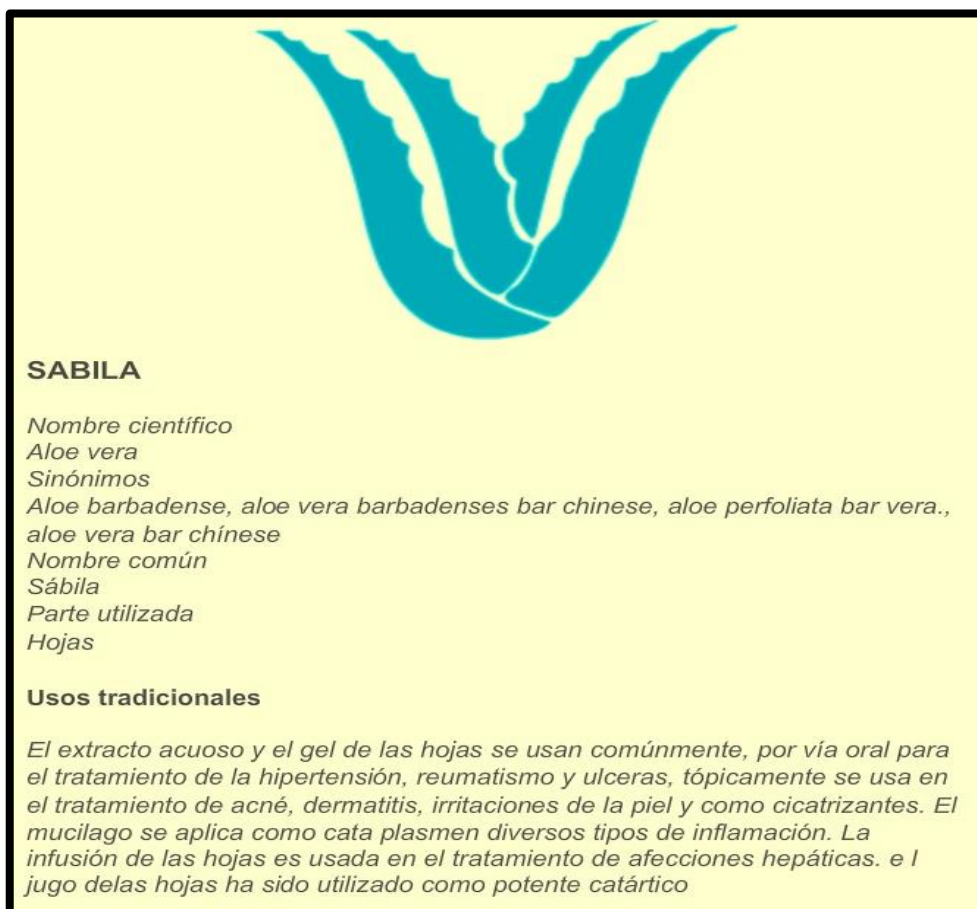 SABILA
Nombre científico
Aloe vera
Sinónimos
Aloe barbadense, aloe vera barbadenses bar chinese, aloe perfoliata bar vera.,
aloe vera bar chínese
Nombre común
Sábila
Parte utilizada
Hojas
Usos tradicionales
El extracto acuoso y el gel de las hojas se usan comúnmente, por vía oral para
el tratamiento de la hipertensión, reumatismo y ulceras, tópicamente se usa en
el tratamiento de acné, dermatitis, irritaciones de la piel y como cicatrizantes. El
mucilago se aplica como cata plasmen diversos tipos de inflamación. La
infusión de las hojas es usada en el tratamiento de afecciones hepáticas. e l
jugo delas hojas ha sido utilizado como potente catártico